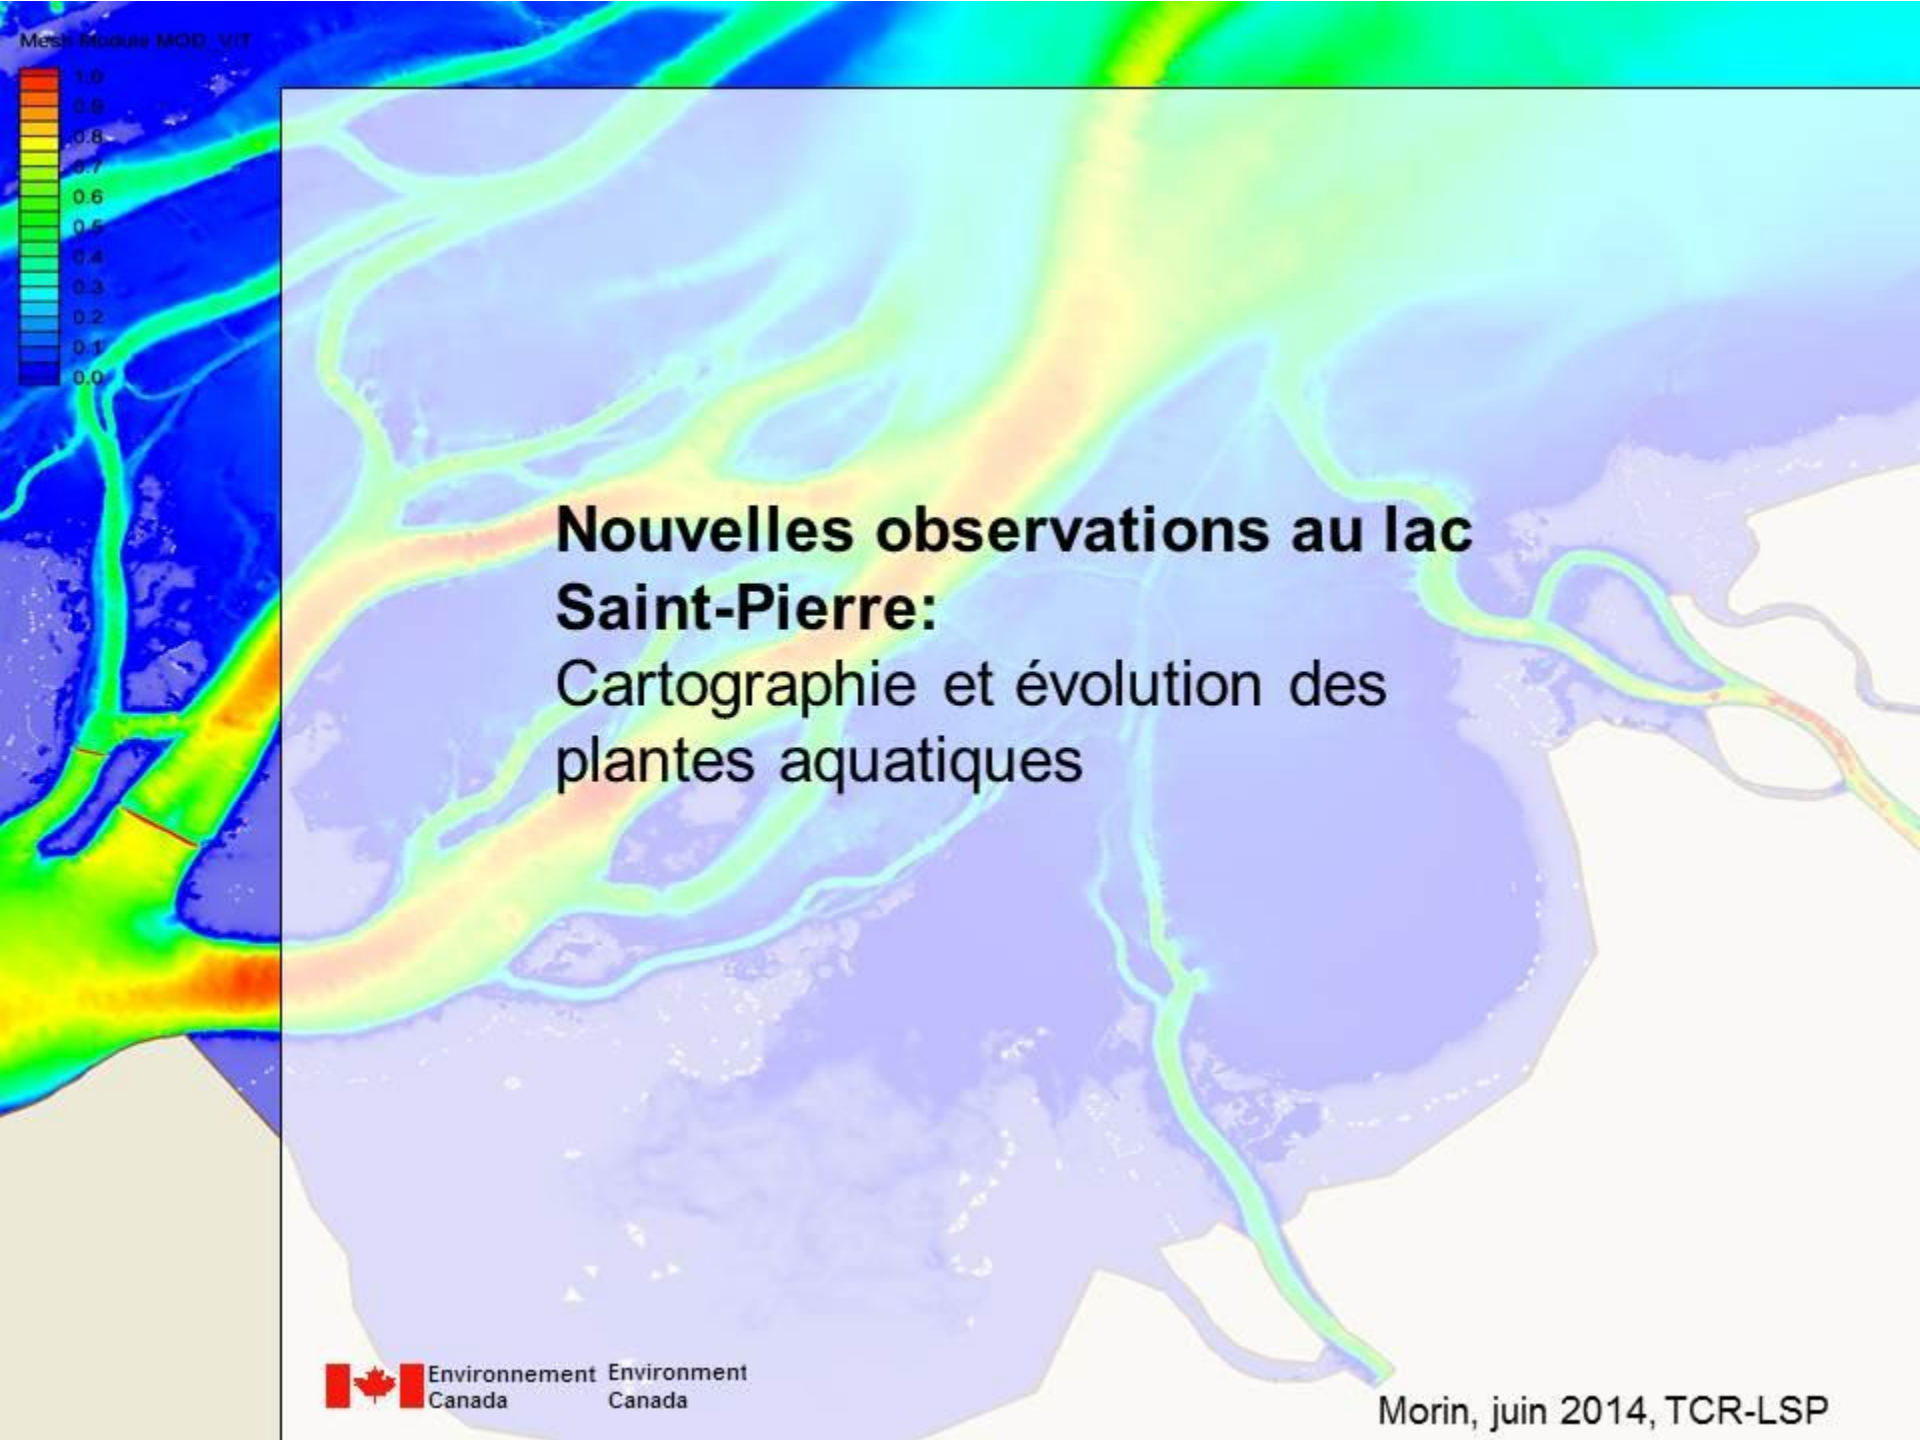 Mesh Module MOD_VIT
1.0
0.9
0.8
0.7
0.6
0.5
0.4
0.3
0.2
0.1
0.0
Nouvelles observations au lac
Saint-Pierre:
Cartographie et évolution des
plantes aquatiques
Environnement Environment
Canada Canada
Morin, juin 2014, TCR-LSP